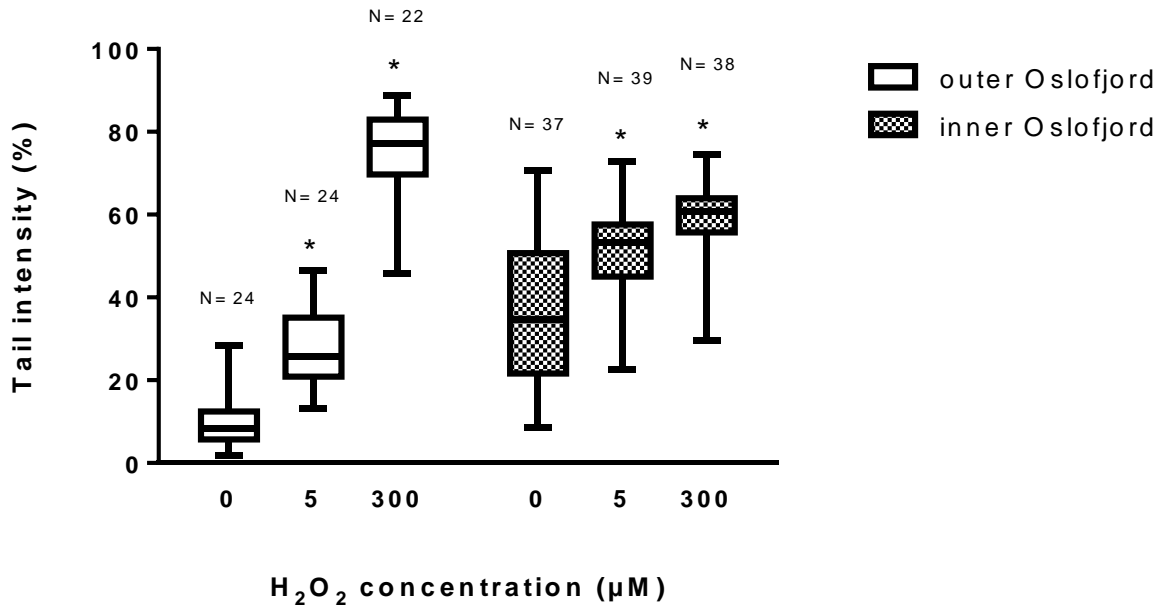 N= 22
100
*
N= 38
outer Oslofjord
N= 39
80
N= 37
*
*
inner Oslofjord
Tail intensity (%)
N= 24
60
*
40
N= 24
20
0
0 5 300 0 5 300
H₂O₂ concentration (µM)